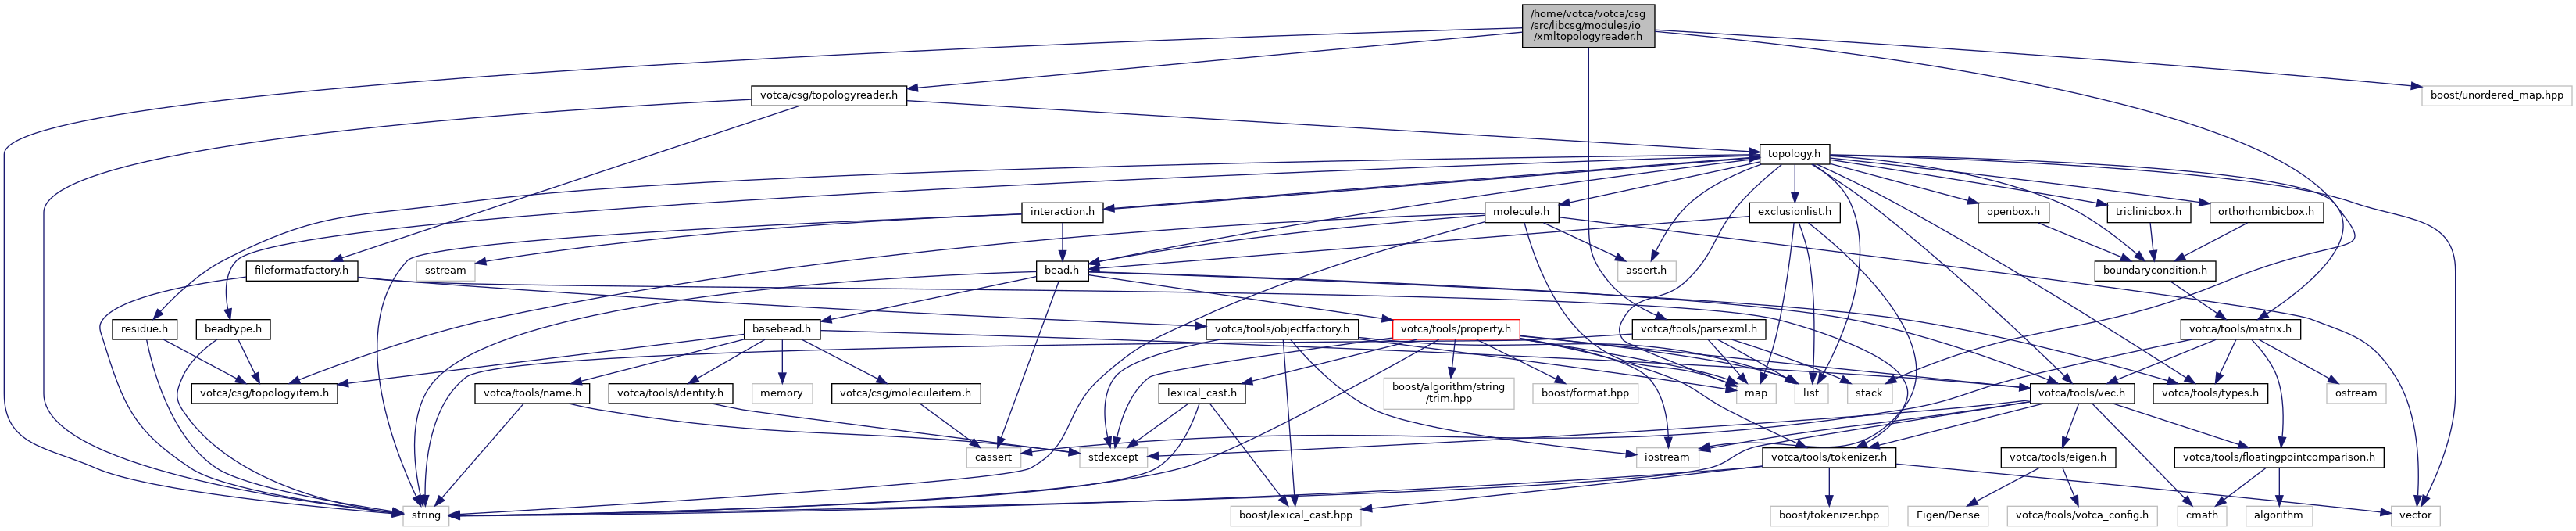 /home/votca/votca/csg
/src/libcsg/modules/io
/xmltopologyreader.h
votca/csg/topologyreader.h
boost/unordered_map.hpp
topology.h
interaction.h
molecule.h
exclusionlist.h
openbox.h
triclinicbox.h
orthorhombicbox.h
fileformatfactory.h
sstream
bead.h
assert.h
boundarycondition.h
residue.h
beadtype.h
basebead.h
votca/tools/objectfactory.h
votca/tools/property.h
votca/tools/parsexml.h
votca/tools/matrix.h
votca/csg/topologyitem.h
votca/tools/name.h
votca/tools/identity.h
memory
votca/csg/moleculeitem.h
lexical_cast.h
boost/algorithm/string
/trim.hpp
boost/format.hpp
map
list
stack
votca/tools/vec.h
votca/tools/types.h
ostream
cassert
stdexcept
iostream
votca/tools/tokenizer.h
votca/tools/eigen.h
votca/tools/floatingpointcomparison.h
string
boost/lexical_cast.hpp
boost/tokenizer.hpp
Eigen/Dense
votca/tools/votca_config.h
cmath
algorithm
vector